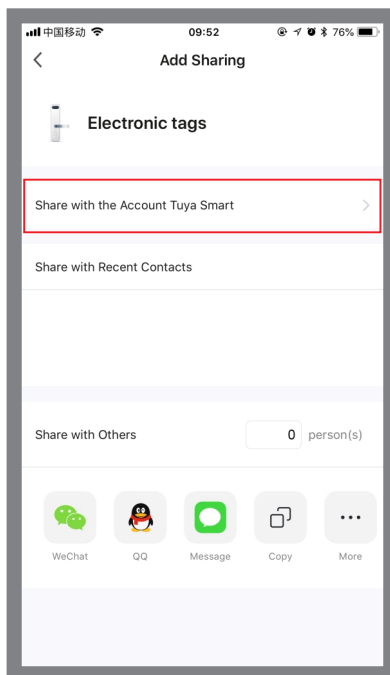 中国移动 09:52 76%
Add Sharing
Electronic tags
Share with the Account Tuya Smart
Share with Recent Contacts
Share with Others 0 person(s)
WeChat QQ Message Copy More